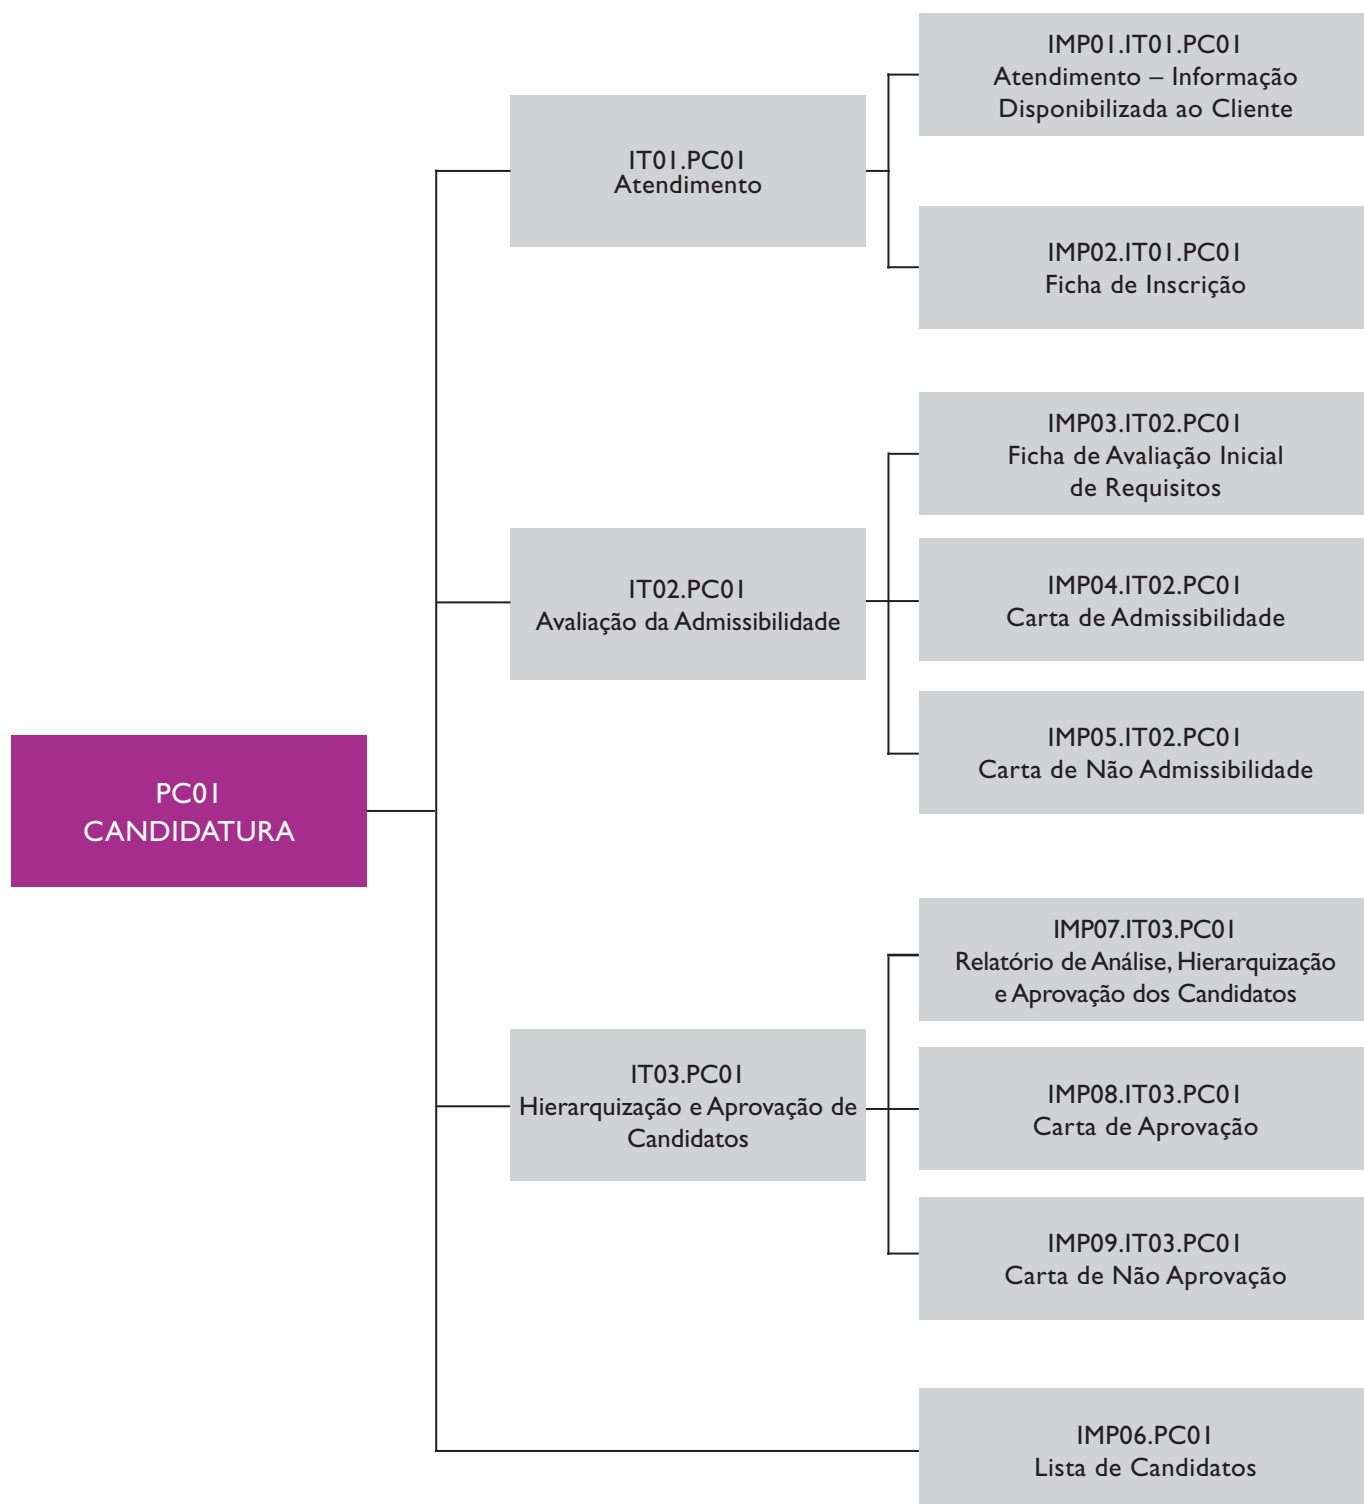 IMP01.IT01.PC01
Atendimento – Informação
Disponibilizada ao Cliente
IT01.PC01
Atendimento
IMP02.IT01.PC01
Ficha de Inscrição
IMP03.IT02.PC01
Ficha de Avaliação Inicial
de Requisitos
IT02.PC01
Avaliação da Admissibilidade
IMP04.IT02.PC01
Carta de Admissibilidade
IMP05.IT02.PC01
Carta de Não Admissibilidade
PC01
CANDIDATURA
IMP07.IT03.PC01
Relatório de Análise, Hierarquização
e Aprovação dos Candidatos
IT03.PC01
Hierarquização e Aprovação de
Candidatos
IMP08.IT03.PC01
Carta de Aprovação
IMP09.IT03.PC01
Carta de Não Aprovação
IMP06.PC01
Lista de Candidatos